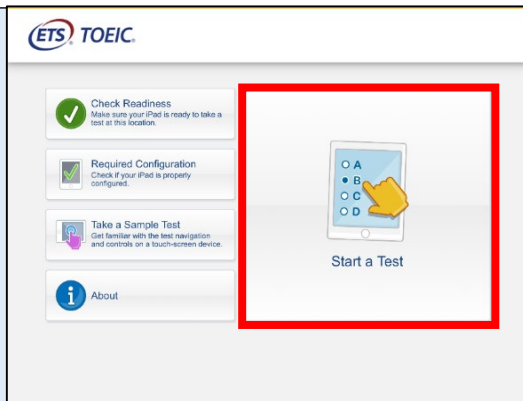 ETS TOEIC.
Check Readiness
Make sure your iPad is ready to take a
test at this location.
Required Configuration
Check if your iPad is properly
configured.
Take a Sample Test
Get familiar with the test navigation
and controls on a touch-screen device.
About
A
B
C
D
Start a Test